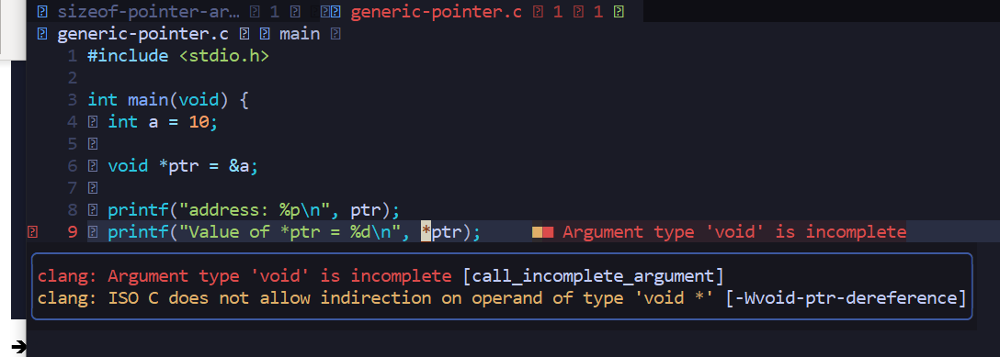 sizeof-pointer-ar… 1 generic-pointer.c 1 1
generic-pointer.c main
1 #include <stdio.h>
2
3 int main(void) {
4 int a = 10;
5
6 void *ptr = &a;
7
8 printf("address: %p\n", ptr);
9 printf("Value of *ptr = %d\n", *ptr); Argument type 'void' is incomplete
clang: Argument type 'void' is incomplete [call_incomplete_argument]
clang: ISO C does not allow indirection on operand of type 'void *' [-Wvoid-ptr-dereference]